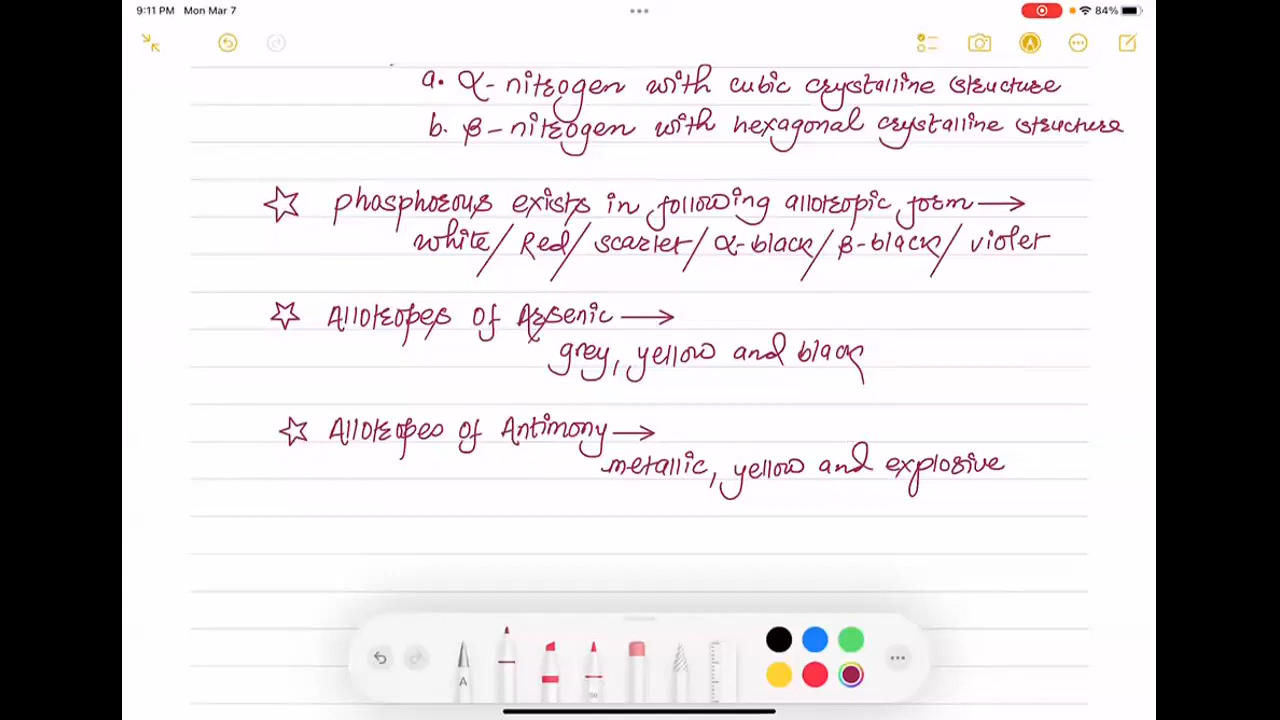 9:11 PM Mon Mar 7
84%
a. α-nitrogen with cubic crystalline structure
b. β-nitrogen with hexagonal crystalline structure
☆ phosphorous exists in following allotropic form →
white/Red/scarlet/α-black/β-black/violet
☆ Allotropes of Arsenic →
grey, yellow and black
☆ Allotropes of Antimony →
metallic, yellow and explosive
A
50